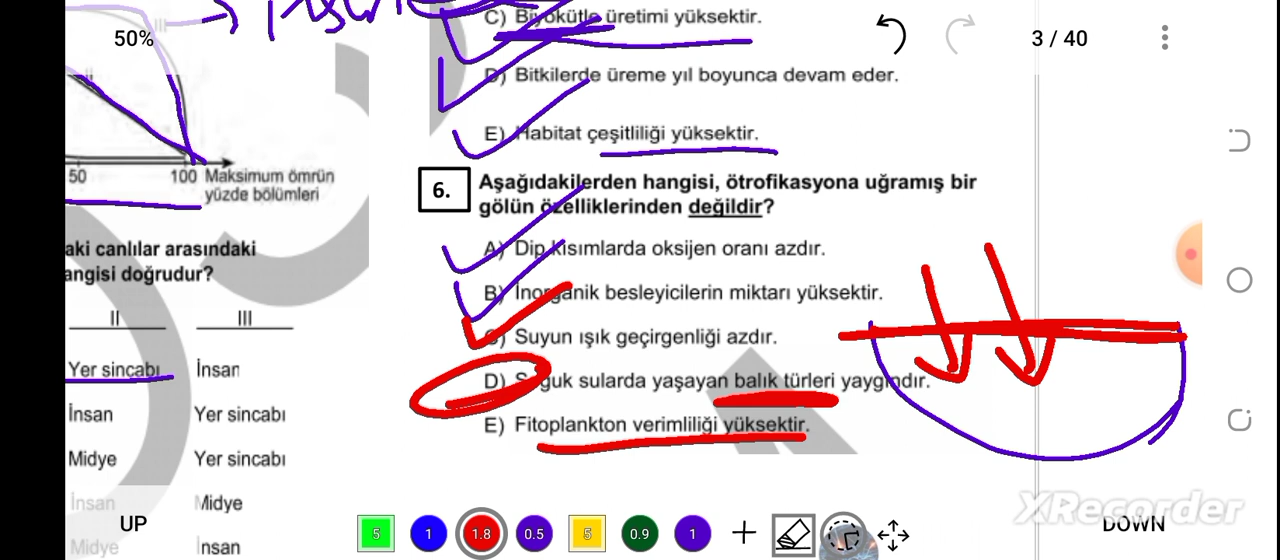 50%
3 / 40
C) Biyokütle üretimi yüksektir.
D) Bitkilerde üreme yıl boyunca devam eder.
E) Habitat çeşitliliği yüksektir.
50
100 Maksimum ömrün
yüzde bölümleri
aki canlılar arasındaki
angisi doğrudur?
II
III
Yer sincabı
İnsan
İnsan
Yer sincabı
Midye
Yer sincabı
İnsan
Midye
Midye
İnsan
6. Aşağıdakilerden hangisi, ötrofikasyona uğramış bir
gölün özelliklerinden değildir?
A) Dip kısımlarda oksijen oranı azdır.
B) İnorganik besleyicilerin miktarı yüksektir.
C) Suyun ışık geçirgenliği azdır.
D) Soğuk sularda yaşayan balık türleri yaygındır.
E) Fitoplankton verimliliği yüksektir.
XRecorder
UP
5
1
1.8
0.5
5
0.9
1
DOWN